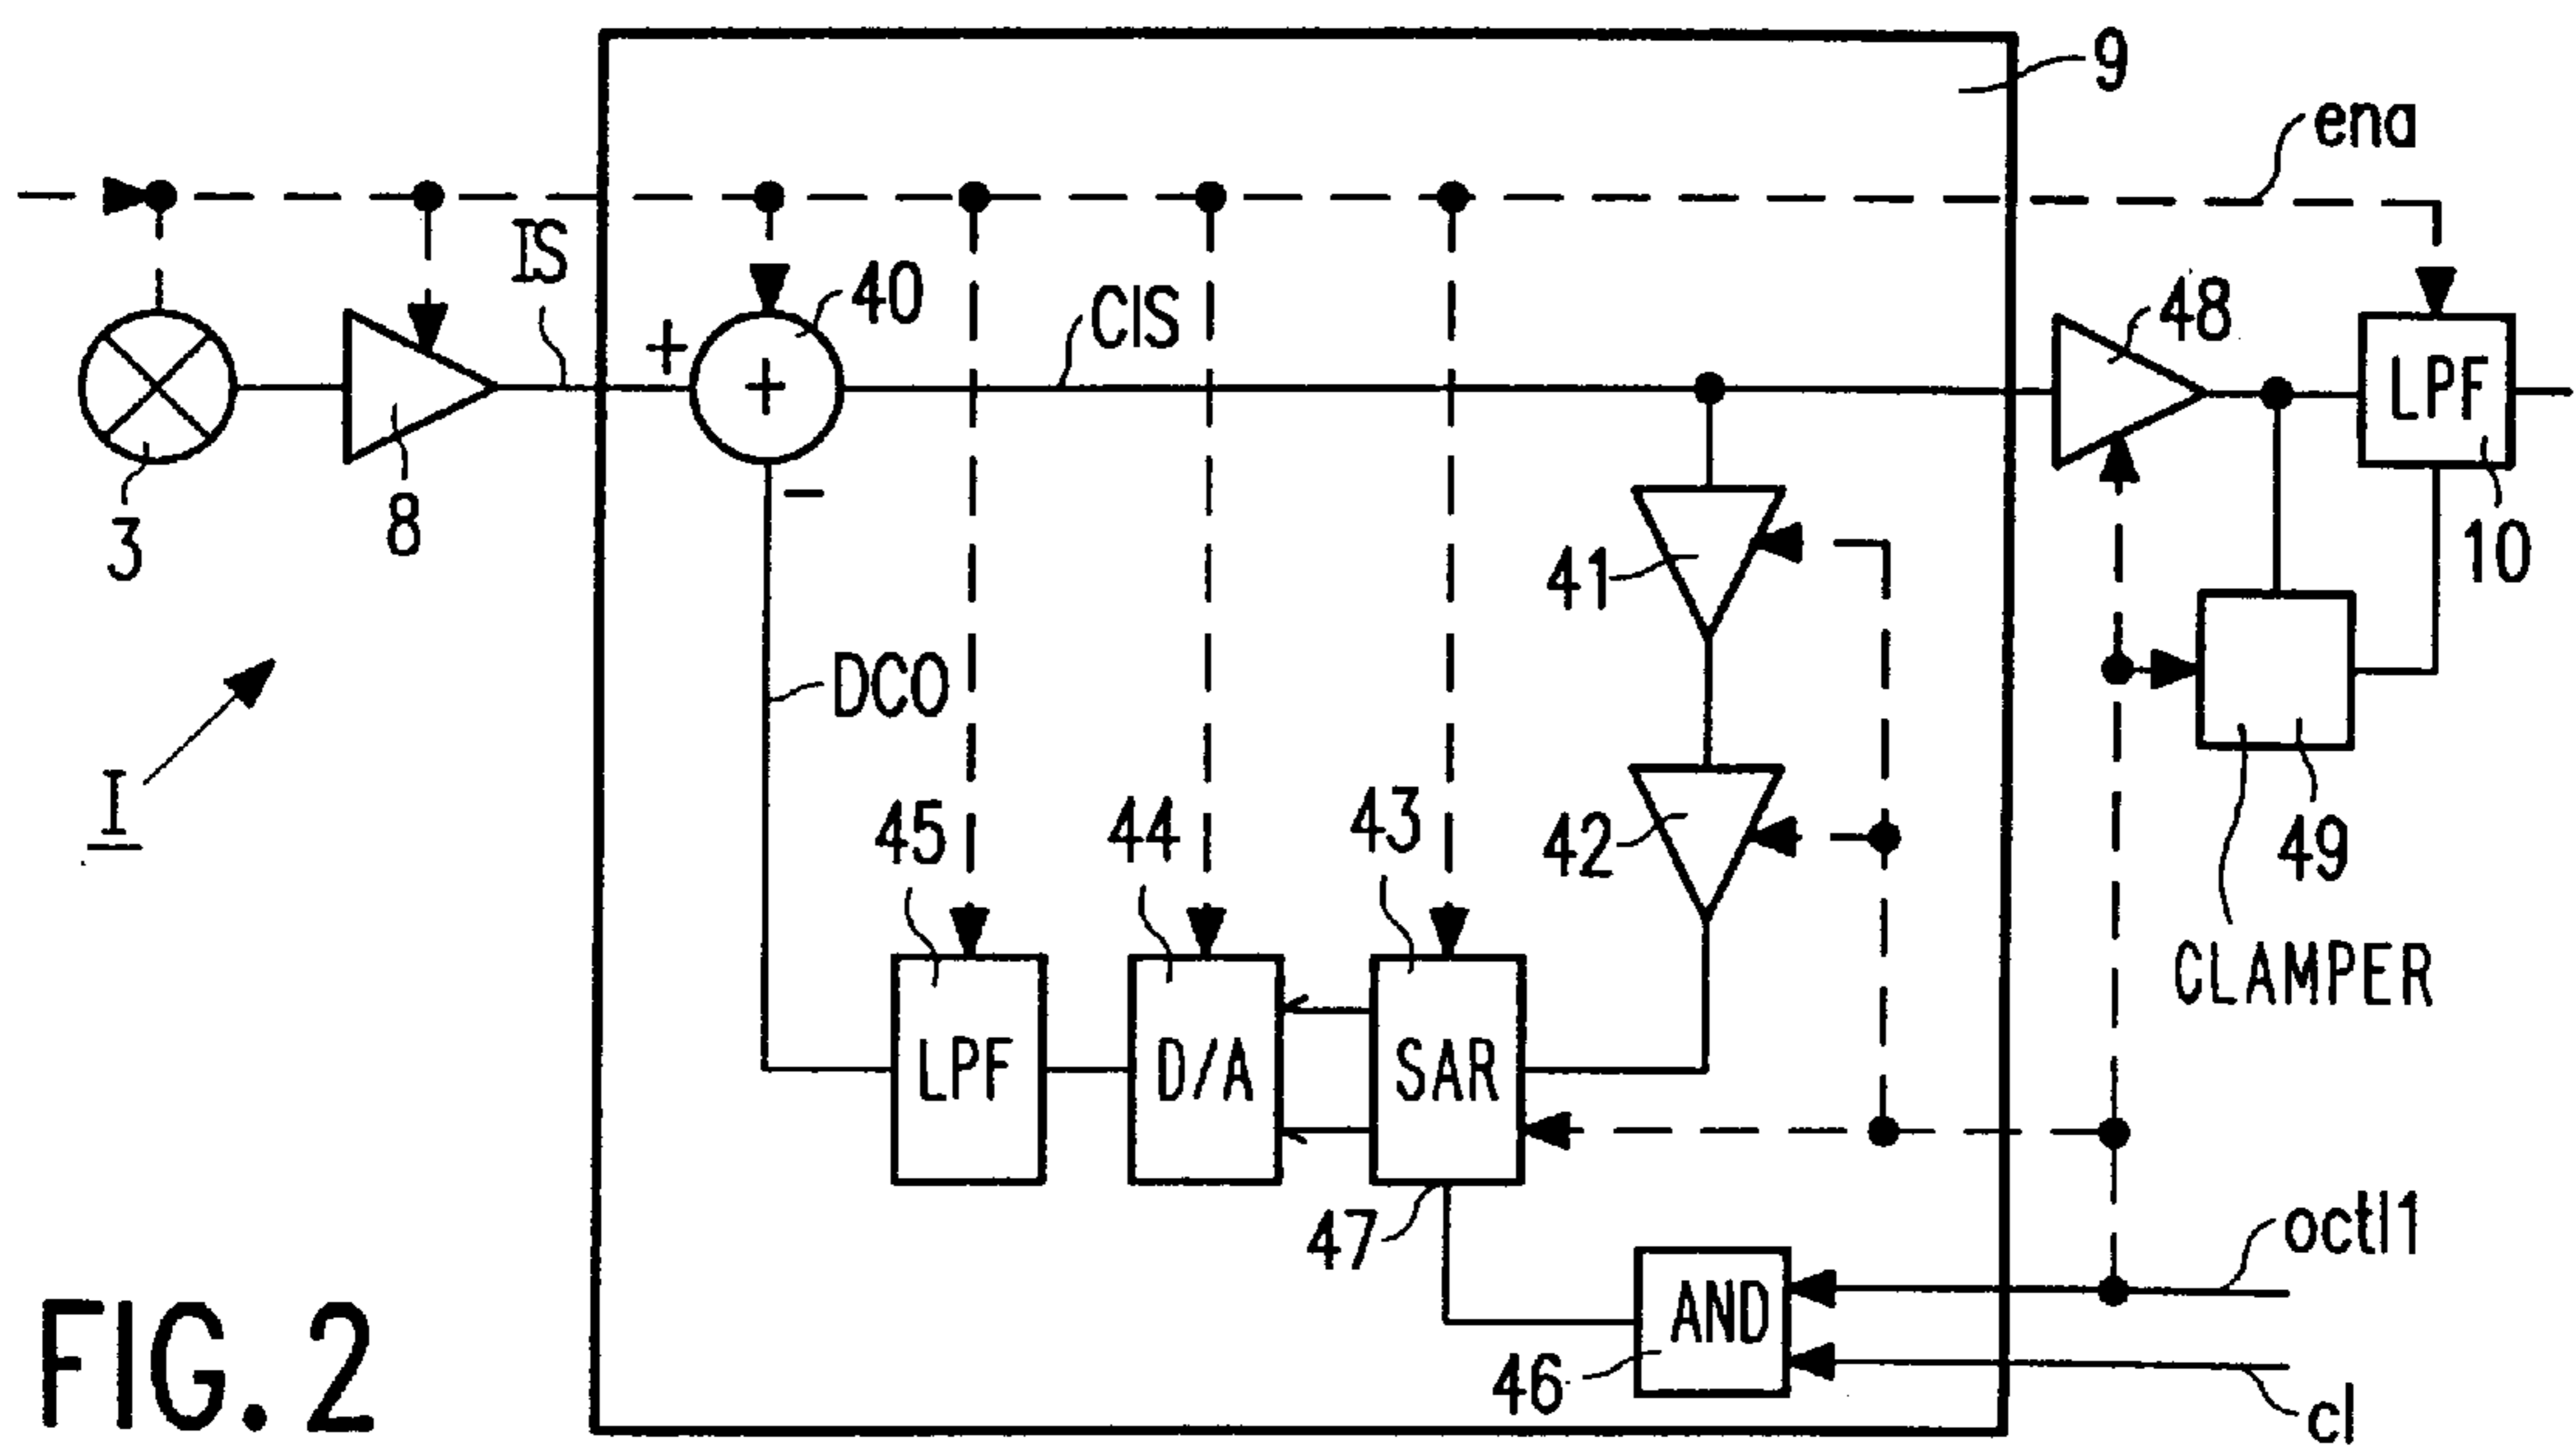 9
ena
IS
40
CIS
48
+
+
LPF
3
8
−
41
10
DCO
I
45
44
43
42
49
CLAMPER
LPF
D/A
SAR
47
octl1
AND
46
cl
FIG. 2